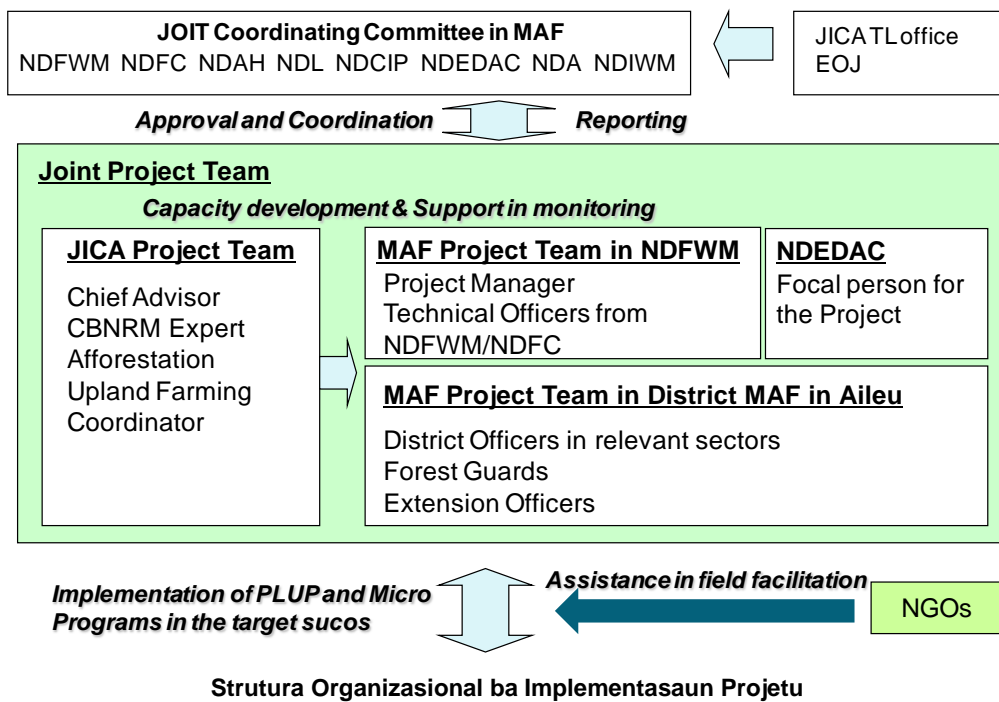 JOIT Coordinating Committee in MAF
NDFWM NDFC NDAH NDL NDCIP NDEDAC NDA NDIWM
JICA TL office
EOJ
Approval and Coordination
Reporting
Joint Project Team
Capacity development & Support in monitoring
JICA Project Team
Chief Advisor
CBNRM Expert
Afforestation
Upland Farming
Coordinator
MAF Project Team in NDFWM
Project Manager
Technical Officers from
NDFWM/NDFC
NDEDAC
Focal person for
the Project
MAF Project Team in District MAF in Aileu
District Officers in relevant sectors
Forest Guards
Extension Officers
Implementation of PLUP and Micro
Programs in the target sucos
Assistance in field facilitation
NGOs
Strutura Organizasional ba Implementasaun Projetu